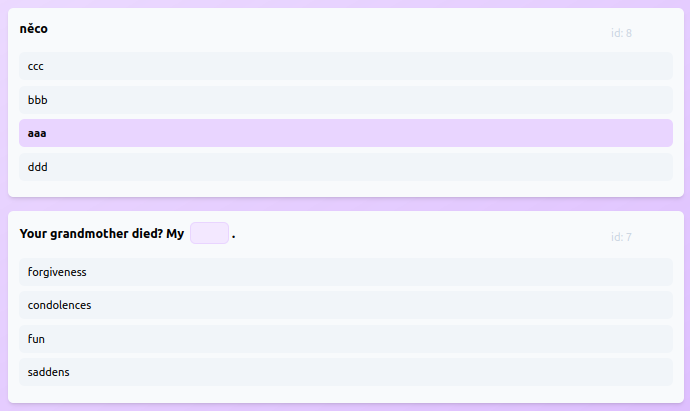 něco
id: 8
ccc
bbb
aaa
ddd
Your grandmother died? My .
id: 7
forgiveness
condolences
fun
saddens